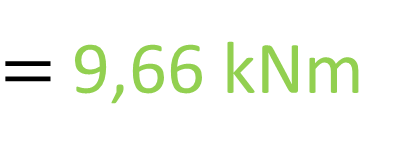 = 9,66 kNm